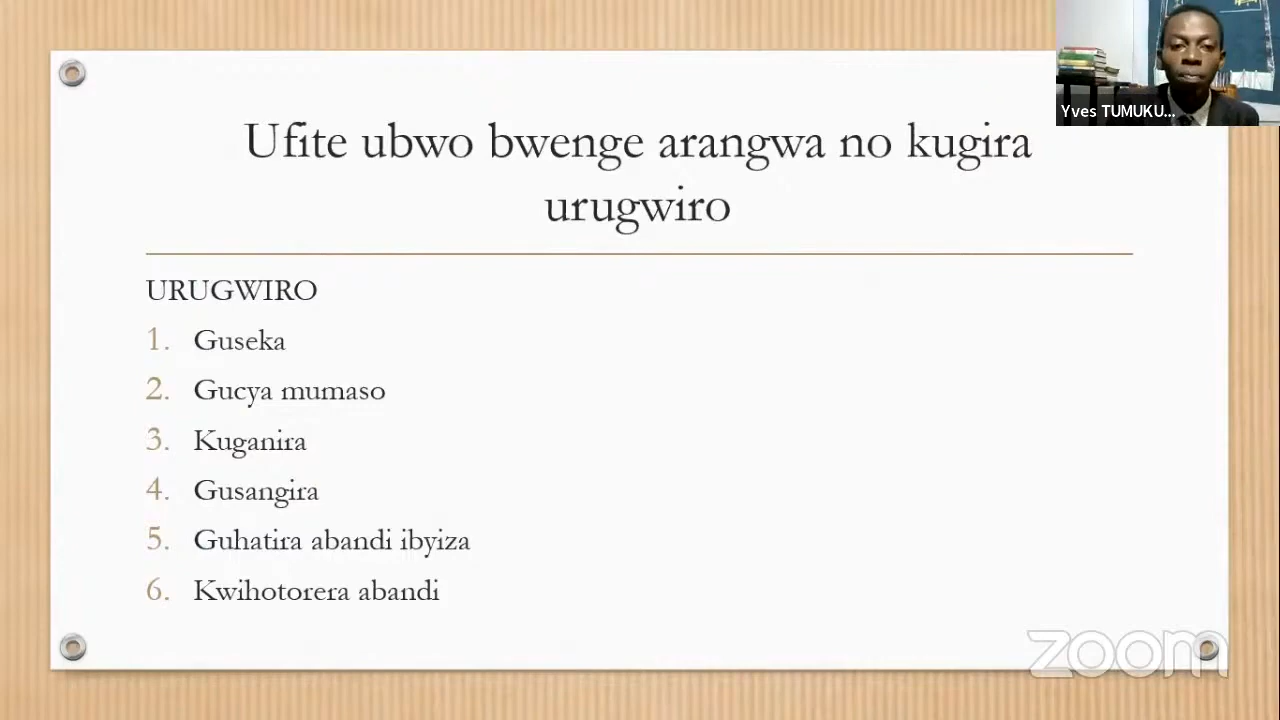 Ufite ubwo bwenge arangwa no kugira
urugwiro
URUGWIRO
1. Guseka
2. Gucya mumaso
3. Kuganira
4. Gusangira
5. Guhatira abandi ibyiza
6. Kwihotorera abandi
Yves TUMUKU...
zoom